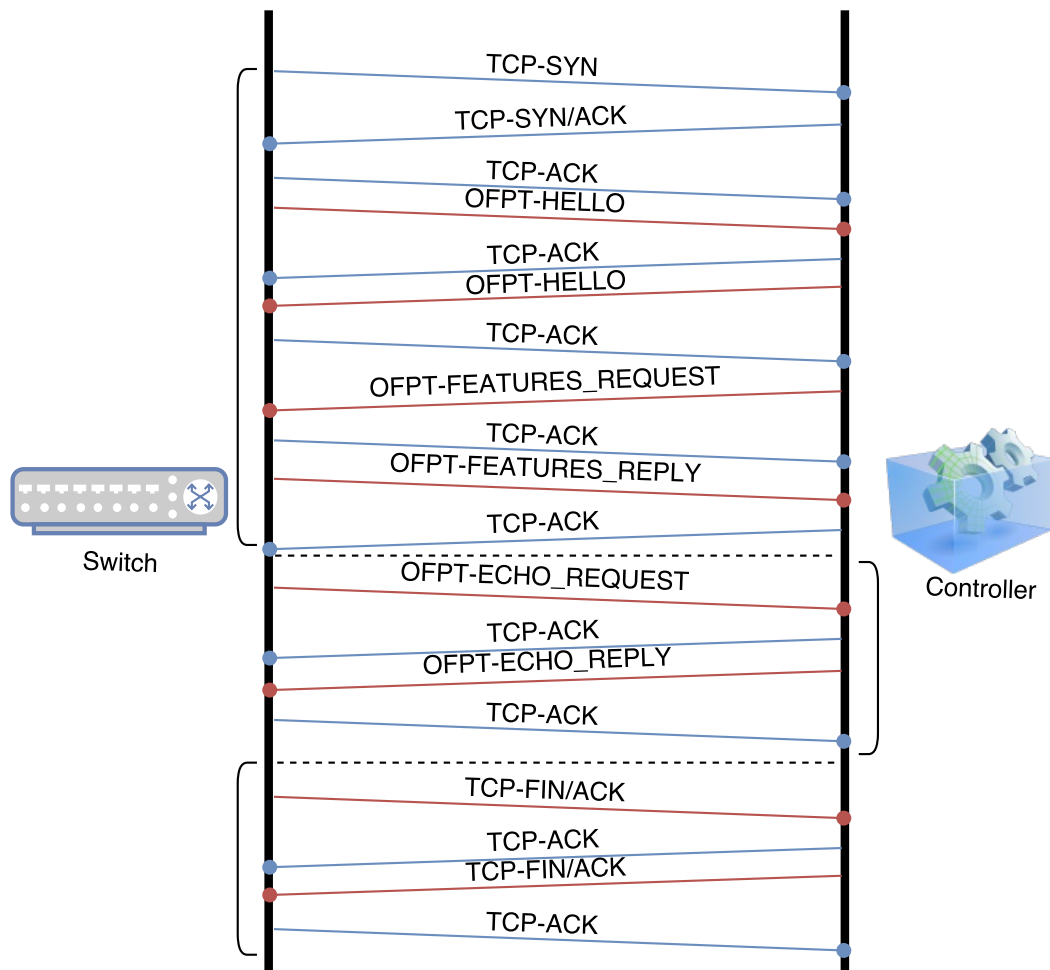 TCP-SYN
TCP-SYN/ACK
TCP-ACK
OFPT-HELLO
TCP-ACK
OFPT-HELLO
TCP-ACK
OFPT-FEATURES_REQUEST
TCP-ACK
OFPT-FEATURES_REPLY
TCP-ACK
Switch
OFPT-ECHO_REQUEST
Controller
TCP-ACK
OFPT-ECHO_REPLY
TCP-ACK
TCP-FIN/ACK
TCP-ACK
TCP-FIN/ACK
TCP-ACK